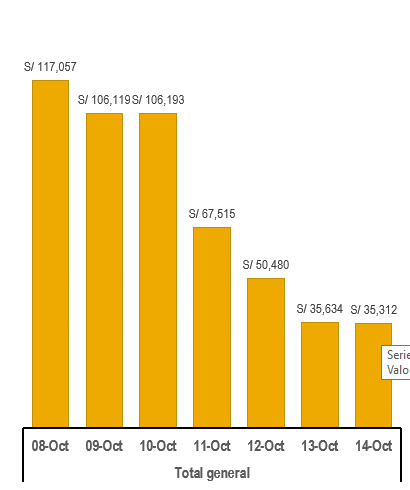 S/ 117,057
S/ 106,119
S/ 106,193
S/ 67,515
S/ 50,480
S/ 35,634
S/ 35,312
Serie
Valo
08-Oct 09-Oct 10-Oct 11-Oct 12-Oct 13-Oct 14-Oct
Total general